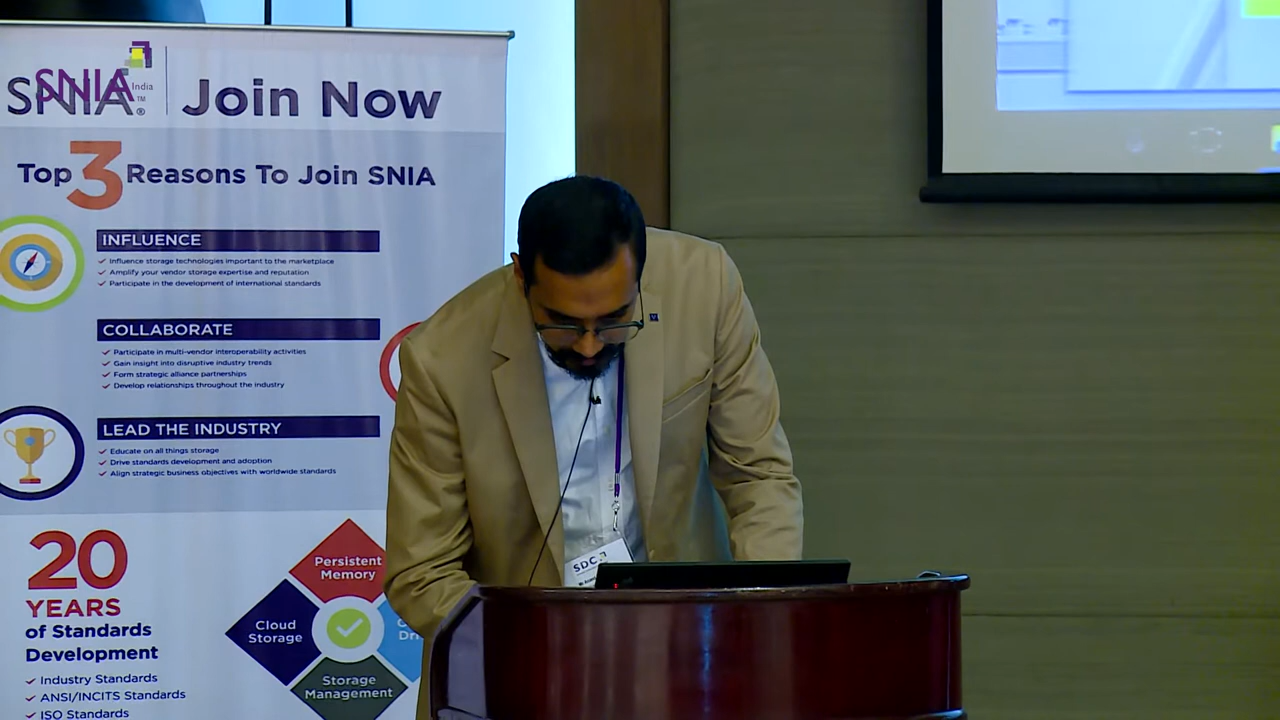 SNIA
India
TM
SNIA®
Join Now
Top 3 Reasons To Join SNIA
INFLUENCE
Influence storage technologies important to the marketplace
Amplify your vendor storage expertise and reputation
Participate in the development of international standards
COLLABORATE
Participate in multi-vendor interoperability activities
Gain insight into disruptive industry trends
Form strategic alliance partnerships
Develop relationships throughout the industry
LEAD THE INDUSTRY
Educate on all things storage
Drive standards development and adoption
Align strategic business objectives with worldwide standards
20
YEARS
of Standards
Development
Industry Standards
ANSI/INCITS Standards
ISO Standards
Persistent
Memory
Cloud
Storage
Storage
Management
SDC